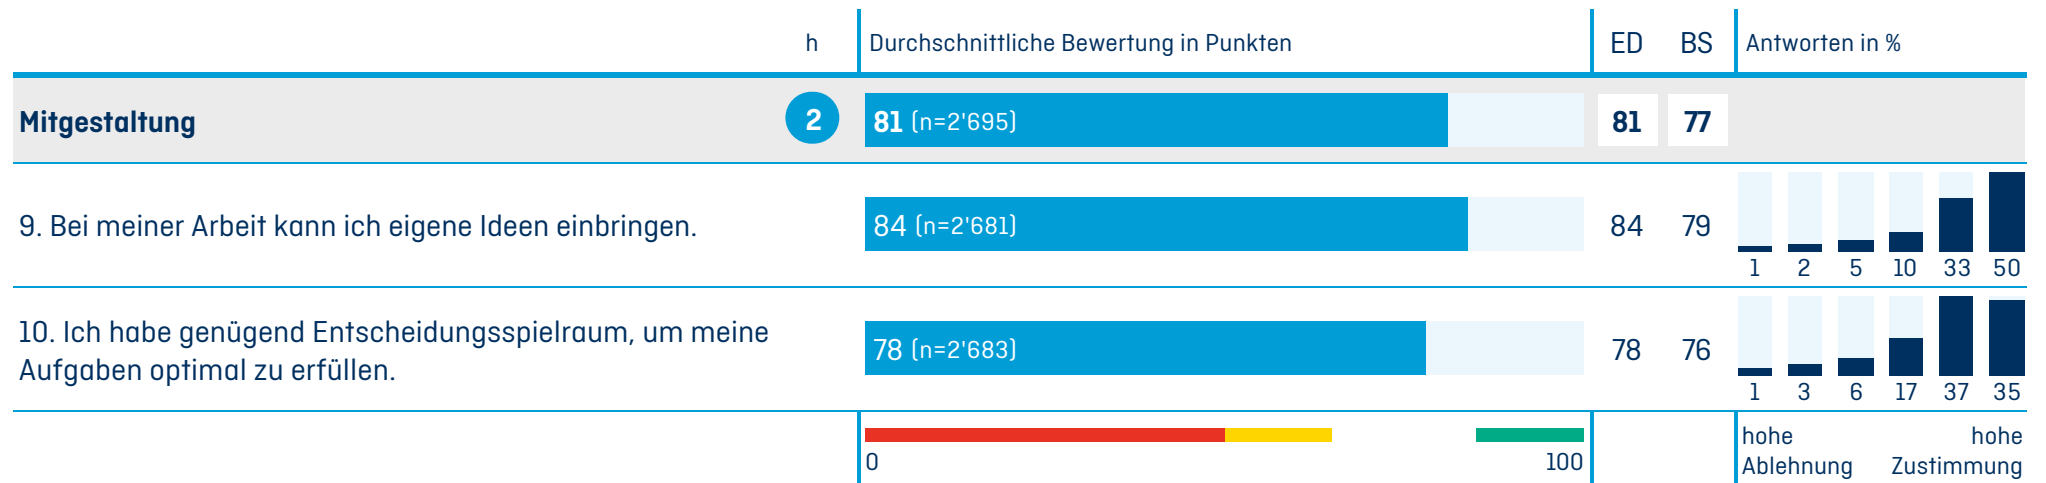 h Durchschnittliche Bewertung in Punkten ED BS Antworten in %
Mitgestaltung 2 81 (n=2'695) 81 77
9. Bei meiner Arbeit kann ich eigene Ideen einbringen. 84 (n=2'681) 84 79
1 2 5 10 33 50
10. Ich habe genügend Entscheidungsspielraum, um meine
Aufgaben optimal zu erfüllen. 78 (n=2'683) 78 76
1 3 6 17 37 35
0 100
hohe Ablehnung
hohe Zustimmung